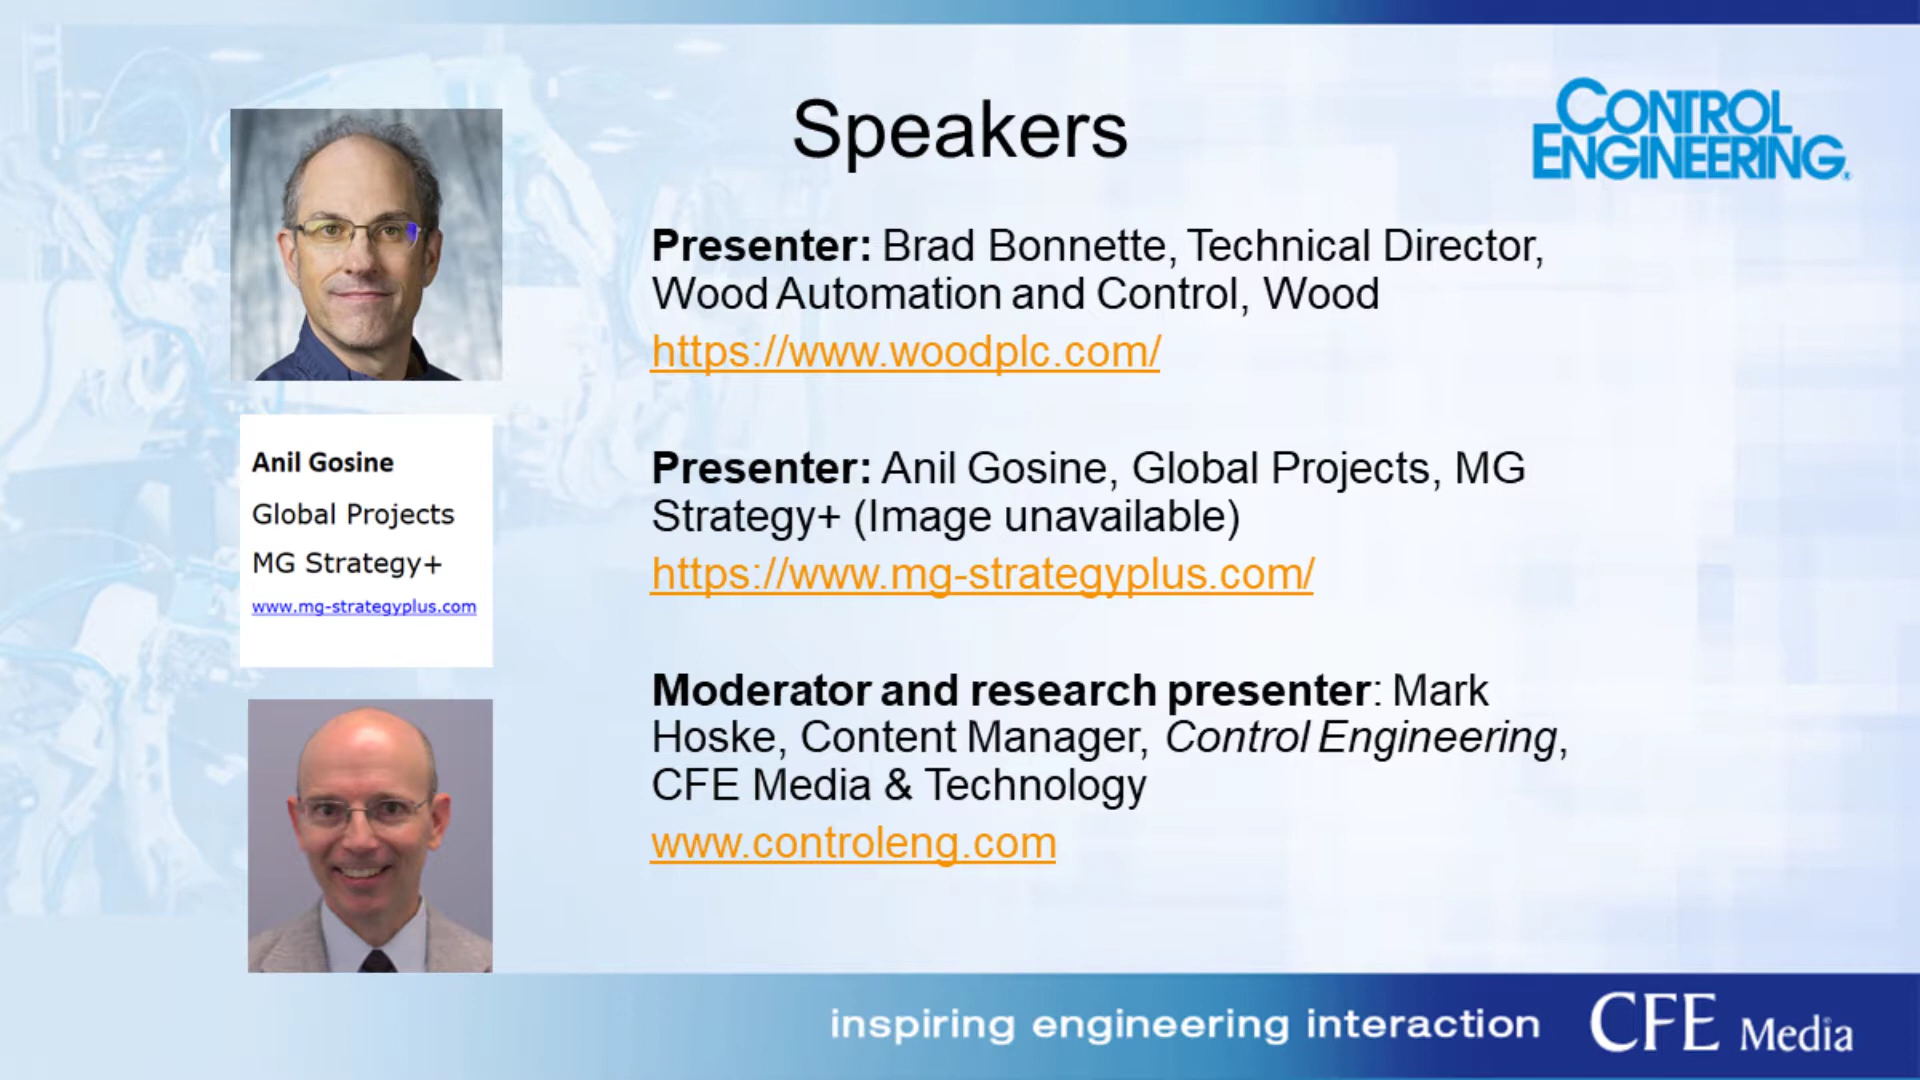 Speakers
CONTROL
ENGINEERING®
Presenter: Brad Bonnette, Technical Director,
Wood Automation and Control, Wood
https://www.woodplc.com/
Anil Gosine
Global Projects
MG Strategy+
www.mg-strategyplus.com
Presenter: Anil Gosine, Global Projects, MG
Strategy+ (Image unavailable)
https://www.mg-strategyplus.com/
Moderator and research presenter: Mark
Hoske, Content Manager, Control Engineering,
CFE Media & Technology
www.controleng.com
inspiring engineering interaction
CFE Media